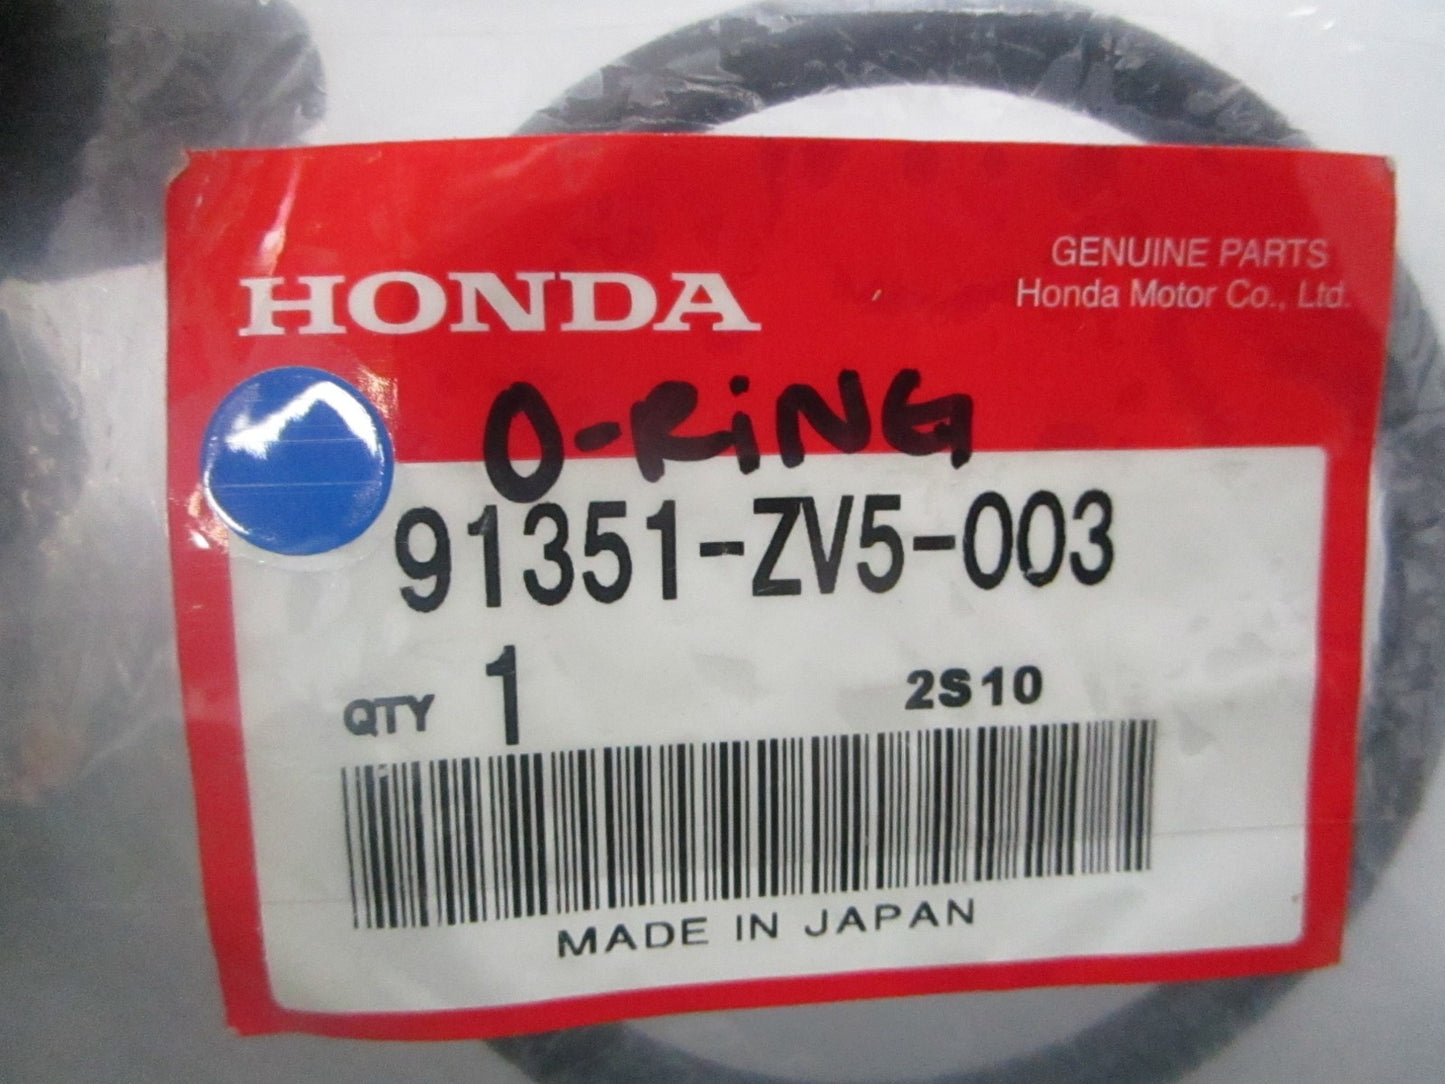 HONDA
GENUINE PARTS
Honda Motor Co., Ltd.
O-RiNG
91351-ZV5-003
QTY 1
2S10
MADE IN JAPAN